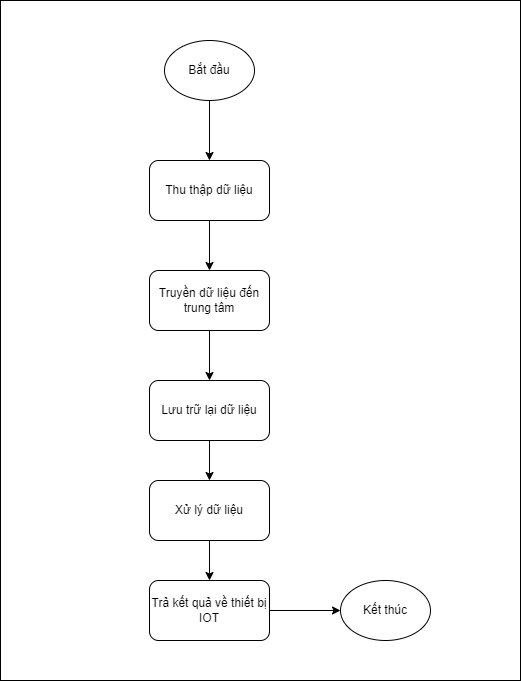 Bắt đầu
Thu thập dữ liệu
Truyền dữ liệu đến
trung tâm
Lưu trữ lại dữ liệu
Xử lý dữ liệu
Trả kết quả về thiết bị
IOT
Kết thúc